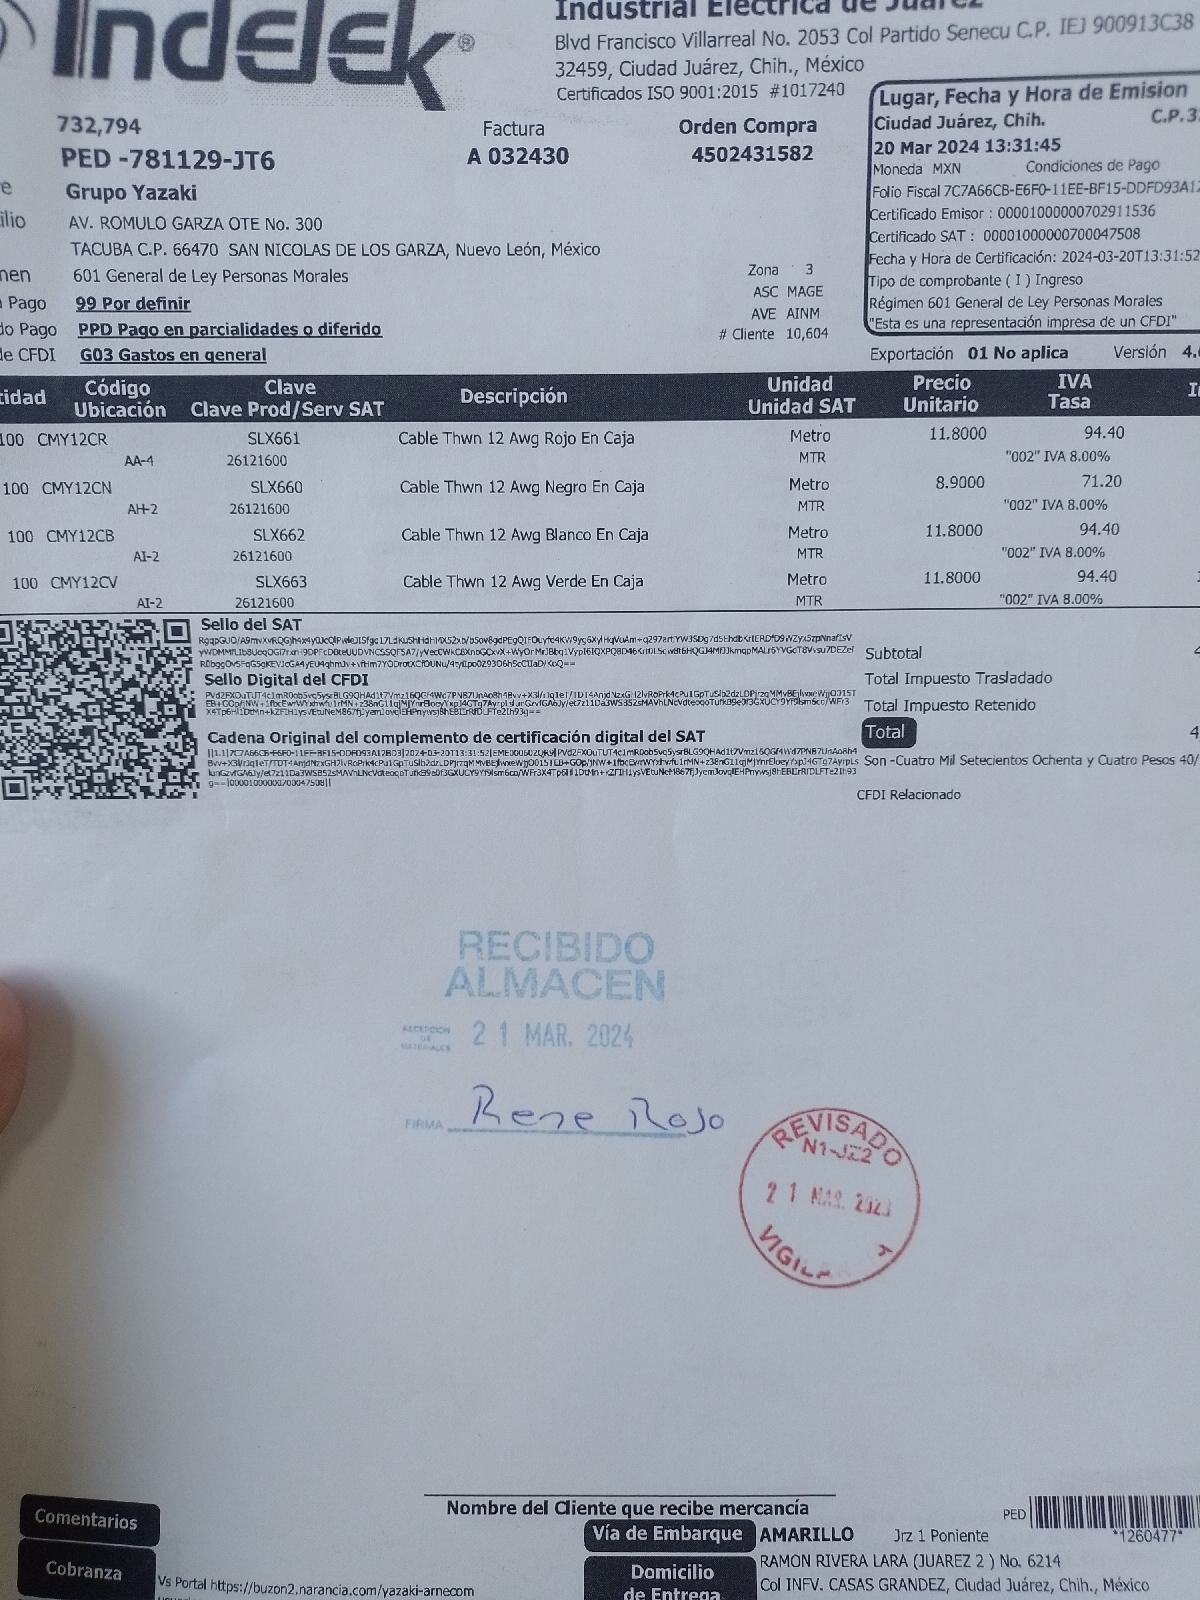 Indelek®
Industrial Eléctrica de Juárez
Blvd Francisco Villarreal No. 2053 Col Partido Senecu C.P. IEJ 900913C38
32459, Ciudad Juárez, Chih., México
Certificados ISO 9001:2015 #1017240
732,794
PED -781129-JT6
Factura
A 032430
Orden Compra
4502431582
Lugar, Fecha y Hora de Emision
Ciudad Juárez, Chih. C.P.3
20 Mar 2024 13:31:45
Moneda MXN Condiciones de Pago
Folio Fiscal 7C7A66CB-E6F0-11EE-BF15-DDFD93A12
Certificado Emisor : 00001000000702911536
Certificado SAT : 00001000000700047508
Fecha y Hora de Certificación: 2024-03-20T13:31:52
Tipo de comprobante ( I ) Ingreso
Régimen 601 General de Ley Personas Morales
"Esta es una representación impresa de un CFDI"
Grupo Yazaki
AV. ROMULO GARZA OTE No. 300
TACUBA C.P. 66470 SAN NICOLAS DE LOS GARZA, Nuevo León, México
601 General de Ley Personas Morales
Pago 99 Por definir
do Pago PPD Pago en parcialidades o diferido
de CFDI G03 Gastos en general
Zona 3
ASC MAGE
AVE AINM
# Cliente 10,604
Exportación 01 No aplica Versión 4.
tidad Código Ubicación Clave Clave Prod/Serv SAT Descripción Unidad Unidad SAT Precio Unitario IVA Tasa
100 CMY12CR SLX661 Cable Thwn 12 Awg Rojo En Caja Metro 11.8000 94.40
AA-4 26121600 MTR "002" IVA 8.00%
100 CMY12CN SLX660 Cable Thwn 12 Awg Negro En Caja Metro 8.9000 71.20
AH-2 26121600 MTR "002" IVA 8.00%
100 CMY12CB SLX662 Cable Thwn 12 Awg Blanco En Caja Metro 11.8000 94.40
AI-2 26121600 MTR "002" IVA 8.00%
100 CMY12CV SLX663 Cable Thwn 12 Awg Verde En Caja Metro 11.8000 94.40
AI-2 26121600 MTR "002" IVA 8.00%
Sello del SAT
Sello Digital del CFDI
Cadena Original del complemento de certificación digital del SAT
Subtotal 4
Total Impuesto Trasladado
Total Impuesto Retenido
Total 4
Son -Cuatro Mil Setecientos Ochenta y Cuatro Pesos 40/
CFDI Relacionado
RECIBIDO
ALMACEN
RECEPCION
DE
MATERIALES
21 MAR. 2024
FIRMA Rene Rojo
REVISADO
N1-JZ2
21 MAR.
Nombre del Cliente que recibe mercancía
Comentarios
Cobranza
Vs Portal https://buzon2.narancia.com/yazaki-arnecom
Vía de Embarque AMARILLO Jrz 1 Poniente
PED *1260477*
Domicilio de Entrega
RAMON RIVERA LARA (JUAREZ 2 ) No. 6214
Col INFV. CASAS GRANDEZ, Ciudad Juárez, Chih., México